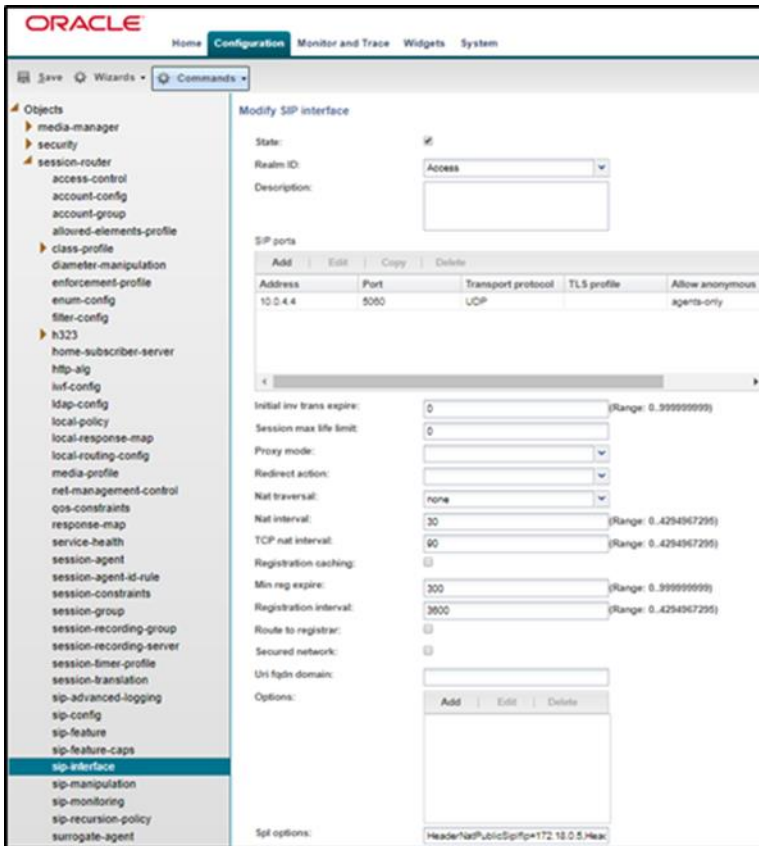 ORACLE
Home Configuration Monitor and Trace Widgets System
Save Wizards Commands
Objects
media-manager
security
session-router
access-control
account-config
account-group
allowed-elements-profile
class-profile
diameter-manipulation
enforcement-profile
enum-config
filter-config
h323
home-subscriber-server
http-alg
iwf-config
ldap-config
local-policy
local-response-map
local-routing-config
media-profile
net-management-control
qos-constraints
response-map
service-health
session-agent
session-agent-id-rule
session-constraints
session-group
session-recording-group
session-recording-server
session-timer-profile
session-translation
sip-advanced-logging
sip-config
sip-feature
sip-feature-caps
sip-interface
sip-manipulation
sip-monitoring
sip-recursion-policy
surrogate-agent
Modify SIP interface
State:
Realm ID: Access
Description:
SIP ports
Add Edit Copy Delete
Address Port Transport protocol TLS profile Allow anonymous
10.0.4.4 5060 UDP agents-only
Initial inv trans expire: 0 (Range: 0..999999999)
Session max life limit: 0
Proxy mode:
Redirect action:
Nat traversal: none
Nat interval: 30 (Range: 0..4294967295)
TCP nat interval: 90 (Range: 0..4294967295)
Registration caching:
Min reg expire: 300 (Range: 0..999999999)
Registration interval: 3600 (Range: 0..4294967295)
Route to registrar:
Secured network:
Uri fqdn domain:
Options:
Add Edit Delete
Spl options: HeaderNatPublicSipIfIp=172.18.0.5,Head